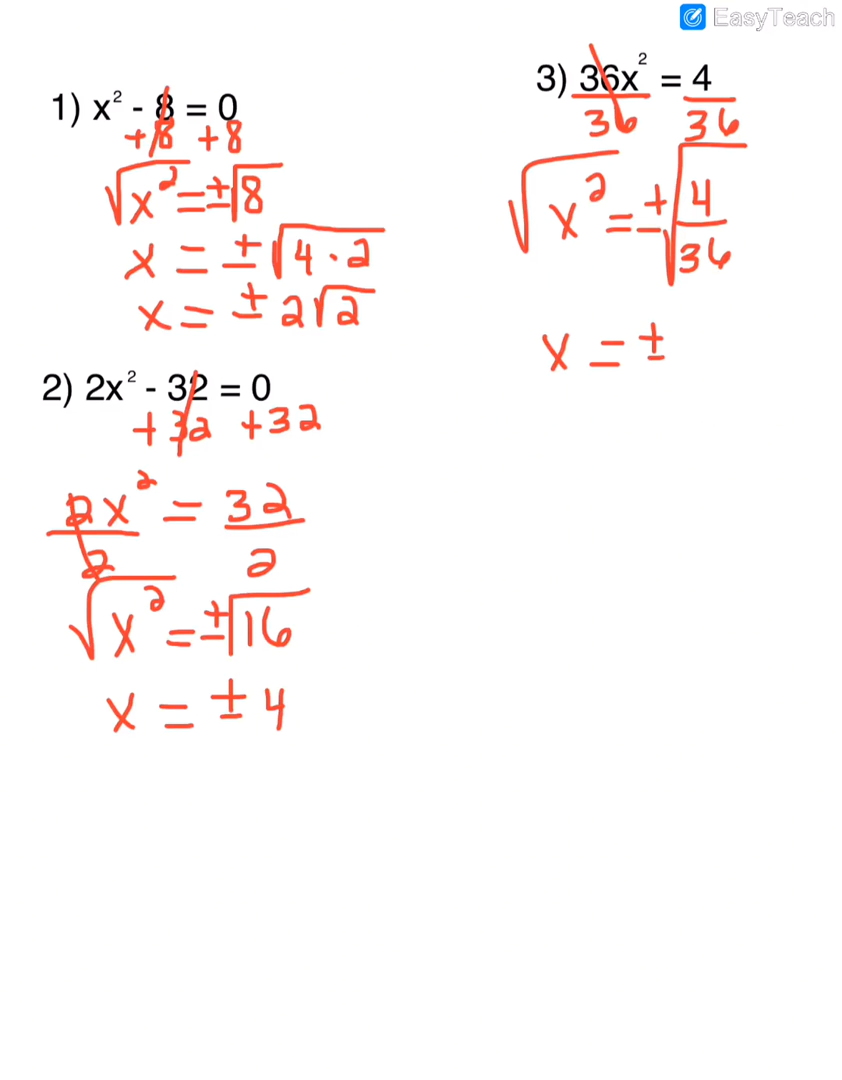 EasyTeach
1) x² - 8 = 0
+8 +8
√x² = ±√8
x = ±√4 · 2
x = ± 2√2
2) 2x² - 32 = 0
+32 +32
2x² = 32
2 2
√x² = ±√16
x = ± 4
3) 36x² = 4
36 36
√x² = ±√4
36
x = ±